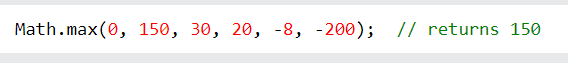 Math.max(0, 150, 30, 20, -8, -200);  // returns 150